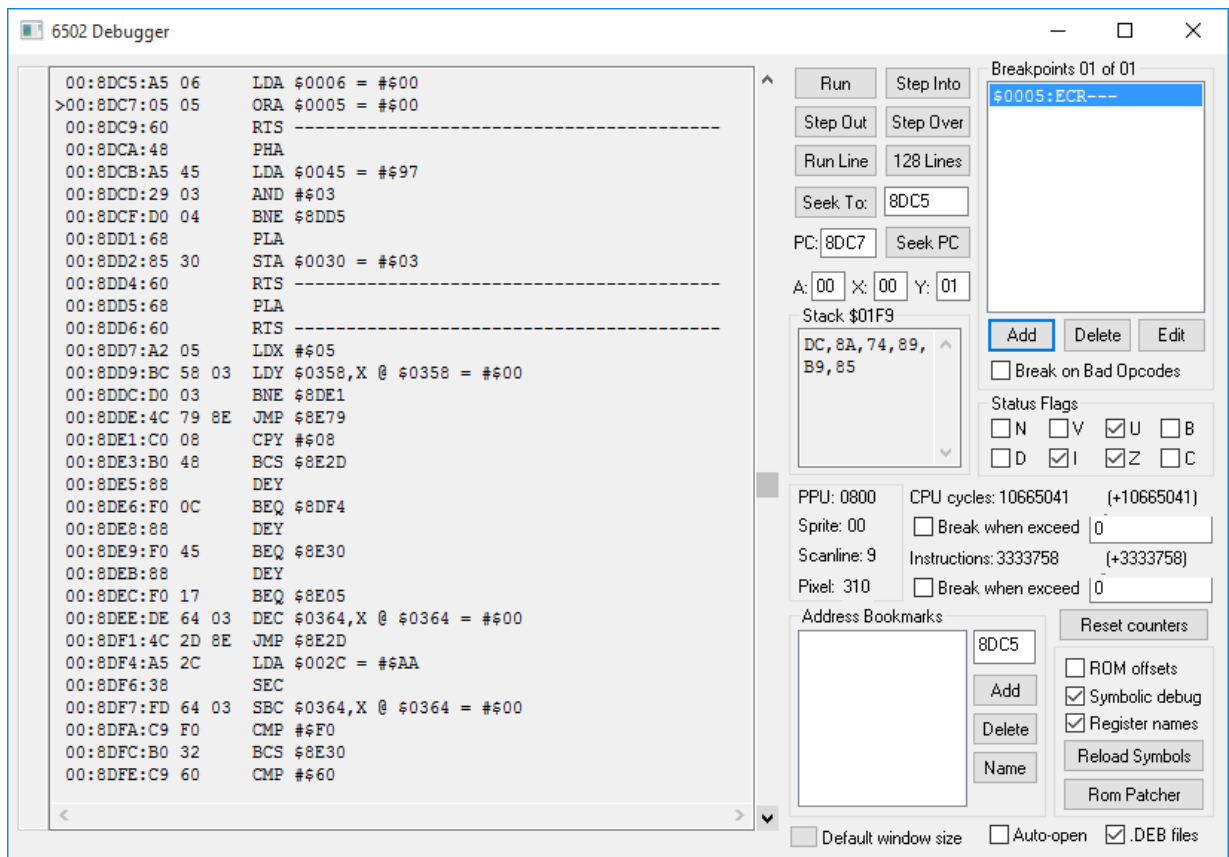 6502 Debugger
00:8DC5:A5 06 LDA $0006 = #$00
>00:8DC7:05 05 ORA $0005 = #$00
00:8DC9:60 RTS -----------------------------------------
00:8DCA:48 PHA
00:8DCB:A5 45 LDA $0045 = #$97
00:8DCD:29 03 AND #$03
00:8DCF:D0 04 BNE $8DD5
00:8DD1:68 PLA
00:8DD2:85 30 STA $0030 = #$03
00:8DD4:60 RTS -----------------------------------------
00:8DD5:68 PLA
00:8DD6:60 RTS -----------------------------------------
00:8DD7:A2 05 LDX #$05
00:8DD9:BC 58 03 LDY $0358,X @ $0358 = #$00
00:8DDC:D0 03 BNE $8DE1
00:8DDE:4C 79 8E JMP $8E79
00:8DE1:C0 08 CPY #$08
00:8DE3:B0 48 BCS $8E2D
00:8DE5:88 DEY
00:8DE6:F0 0C BEQ $8DF4
00:8DE8:88 DEY
00:8DE9:F0 45 BEQ $8E30
00:8DEB:88 DEY
00:8DEC:F0 17 BEQ $8E05
00:8DEE:DE 64 03 DEC $0364,X @ $0364 = #$00
00:8DF1:4C 2D 8E JMP $8E2D
00:8DF4:A5 2C LDA $002C = #$AA
00:8DF6:38 SEC
00:8DF7:FD 64 03 SBC $0364,X @ $0364 = #$00
00:8DFA:C9 F0 CMP #$F0
00:8DFC:B0 32 BCS $8E30
00:8DFE:C9 60 CMP #$60
Run Step Into
Step Out Step Over
Run Line 128 Lines
Seek To: 8DC5
PC: 8DC7 Seek PC
A: 00 X: 00 Y: 01
Stack $01F9
DC,8A,74,89,
B9,85
Breakpoints 01 of 01
$0005:ECR---
Add Delete Edit
Break on Bad Opcodes
Status Flags
N V U B
D I Z C
PPU: 0800
Sprite: 00
Scanline: 9
Pixel: 310
CPU cycles: 10665041 (+10665041)
Break when exceed 0
Instructions: 3333758 (+3333758)
Break when exceed 0
Address Bookmarks
8DC5
Add
Delete
Name
Reset counters
ROM offsets
Symbolic debug
Register names
Reload Symbols
Rom Patcher
Default window size Auto-open .DEB files